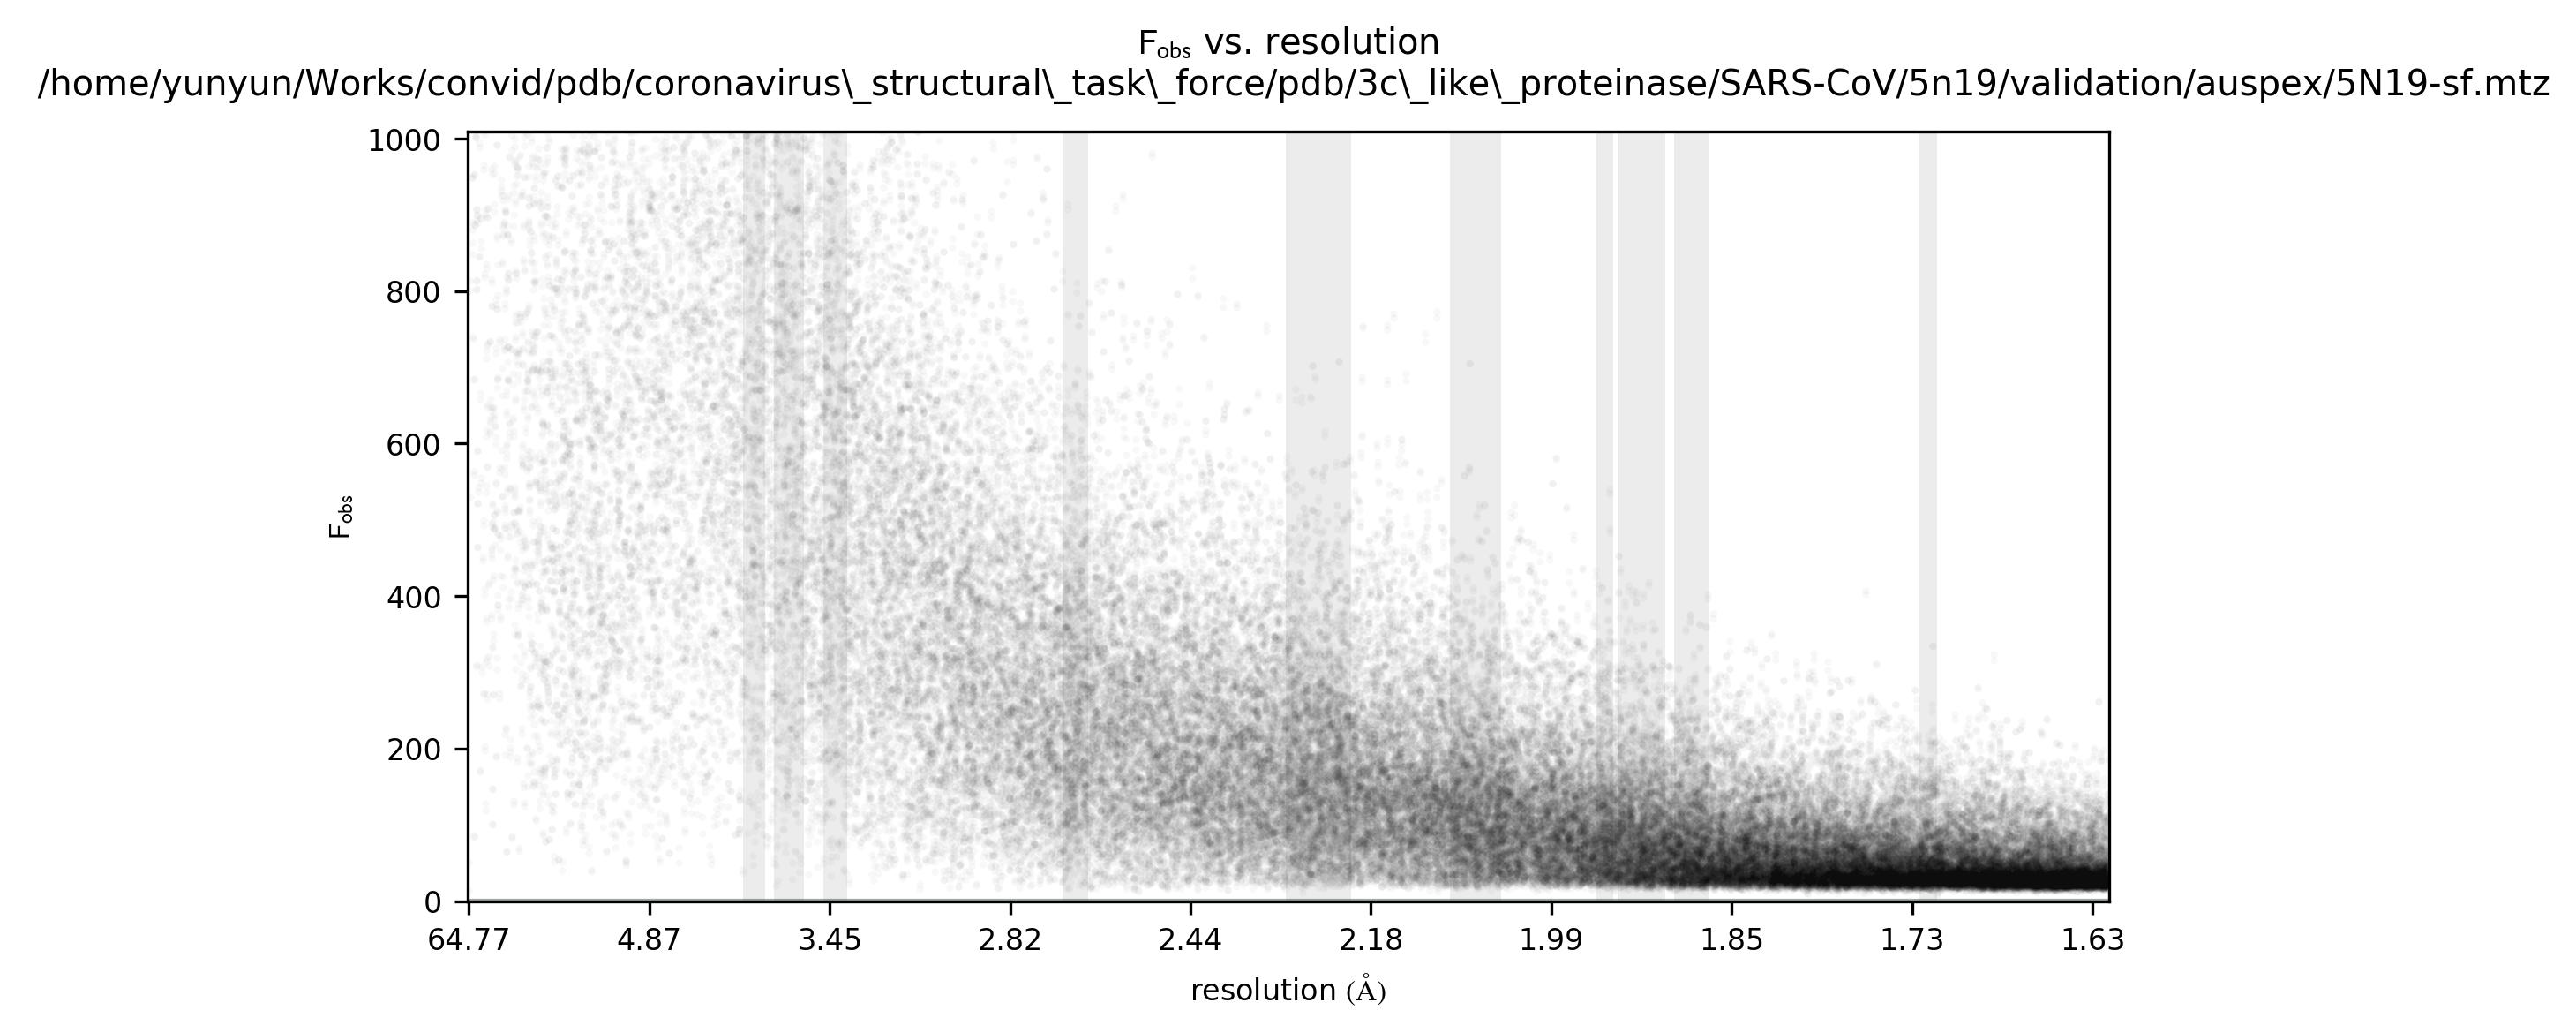 Fobs vs. resolution
/home/yunyun/Works/convid/pdb/coronavirus\_structural\_task\_force/pdb/3c\_like\_proteinase/SARS-CoV/5n19/validation/auspex/5N19-sf.mtz
1000
800
600
400
200
0
Fobs
64.77 4.87 3.45 2.82 2.44 2.18 1.99 1.85 1.73 1.63
resolution (Å)